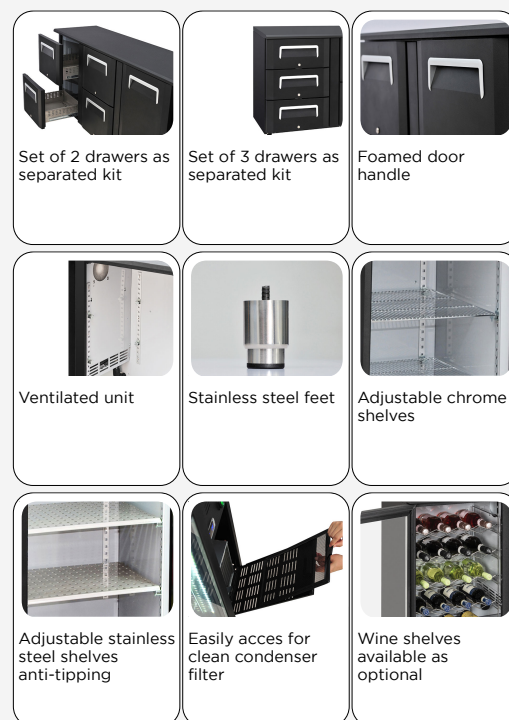 Set of 2 drawers as
separated kit
Set of 3 drawers as
separated kit
Foamed door
handle
Ventilated unit
Stainless steel feet
Adjustable chrome
shelves
Adjustable stainless
steel shelves
anti-tipping
Easily acces for
clean condenser
filter
Wine shelves
available as
optional